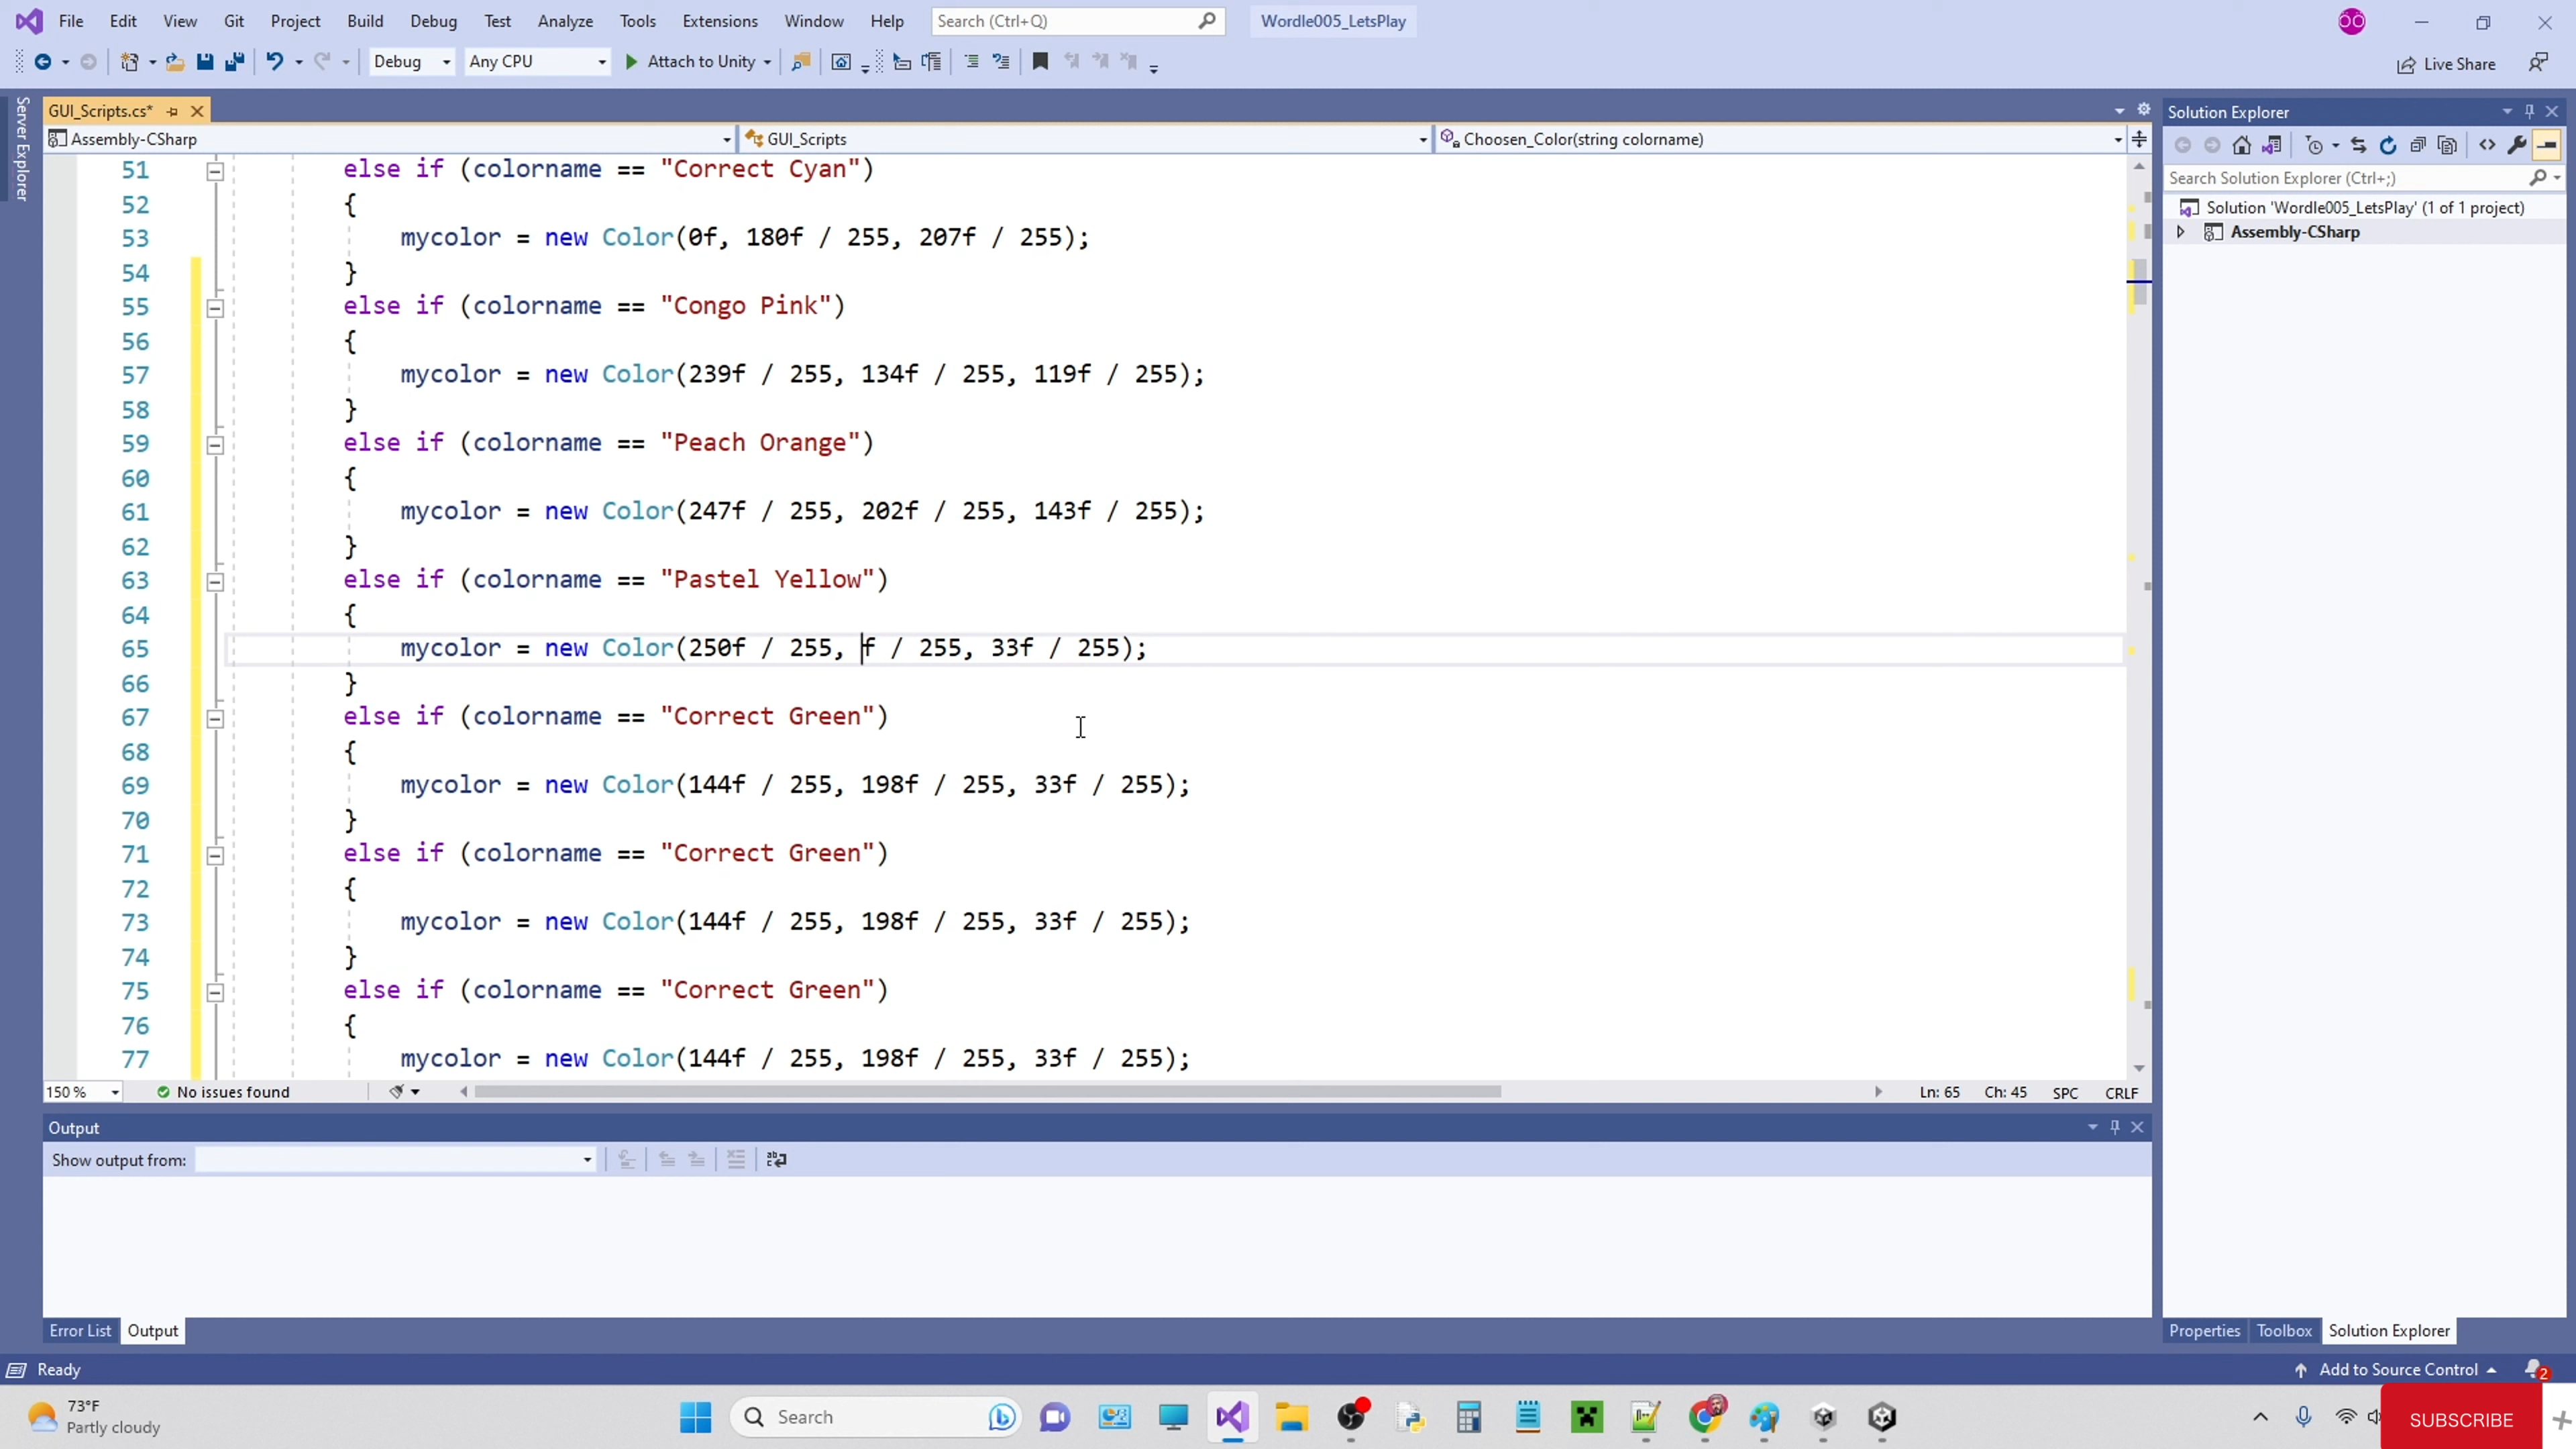 File Edit View Git Project Build Debug Test Analyze Tools Extensions Window Help Search (Ctrl+Q) Wordle005_LetsPlay
Debug Any CPU Attach to Unity Live Share
Server Explorer
GUI_Scripts.cs*
Assembly-CSharp GUI_Scripts Choosen_Color(string colorname)
51 else if (colorname == "Correct Cyan")
52 {
53 mycolor = new Color(0f, 180f / 255, 207f / 255);
54 }
55 else if (colorname == "Congo Pink")
56 {
57 mycolor = new Color(239f / 255, 134f / 255, 119f / 255);
58 }
59 else if (colorname == "Peach Orange")
60 {
61 mycolor = new Color(247f / 255, 202f / 255, 143f / 255);
62 }
63 else if (colorname == "Pastel Yellow")
64 {
65 mycolor = new Color(250f / 255, f / 255, 33f / 255);
66 }
67 else if (colorname == "Correct Green")
68 {
69 mycolor = new Color(144f / 255, 198f / 255, 33f / 255);
70 }
71 else if (colorname == "Correct Green")
72 {
73 mycolor = new Color(144f / 255, 198f / 255, 33f / 255);
74 }
75 else if (colorname == "Correct Green")
76 {
77 mycolor = new Color(144f / 255, 198f / 255, 33f / 255);
150 % No issues found Ln: 65 Ch: 45 SPC CRLF
Output
Show output from:
Error List Output
Solution Explorer
Search Solution Explorer (Ctrl+;)
Solution 'Wordle005_LetsPlay' (1 of 1 project)
Assembly-CSharp
Properties Toolbox Solution Explorer
Ready Add to Source Control 2
73°F
Partly cloudy
Search
SUBSCRIBE